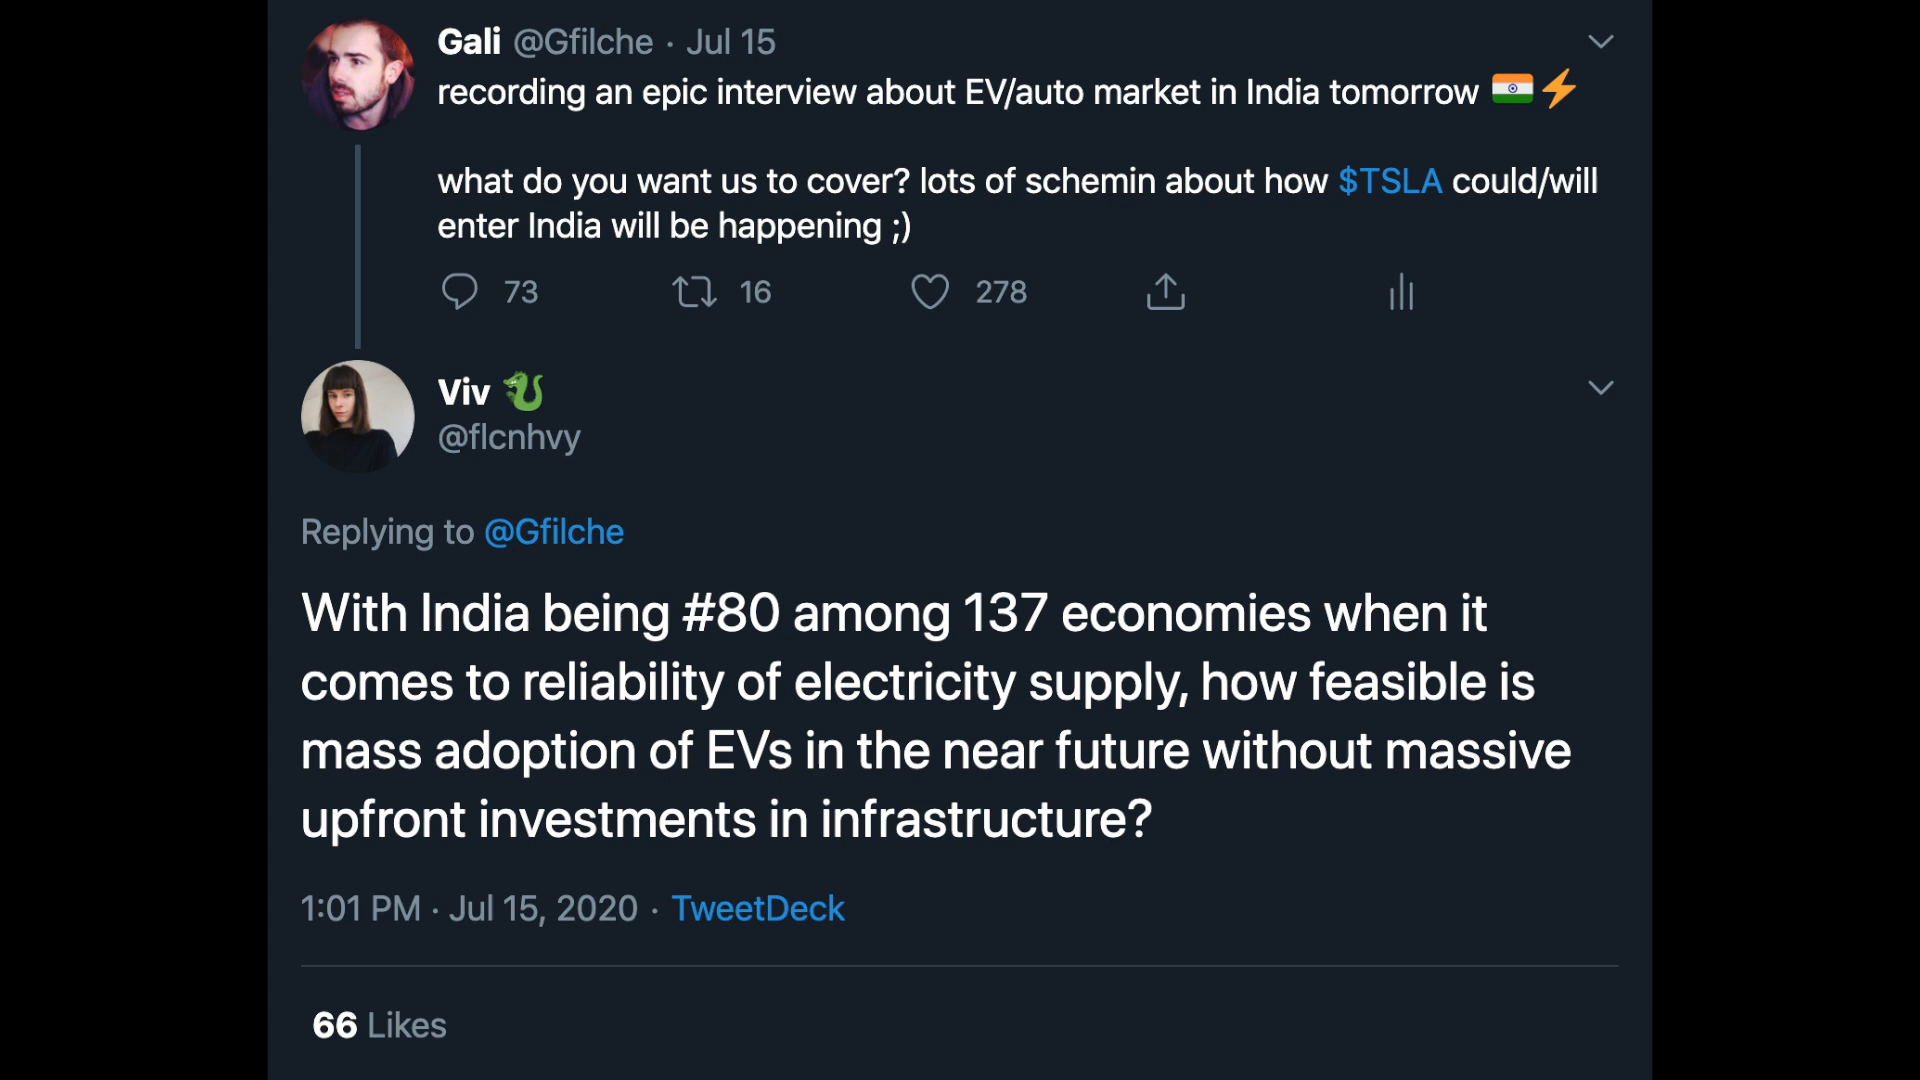 Gali @Gfilche · Jul 15
recording an epic interview about EV/auto market in India tomorrow 🇮🇳⚡
what do you want us to cover? lots of schemin about how $TSLA could/will
enter India will be happening ;)
73 16 278
Viv 🐉
@flcnhvy
Replying to @Gfilche
With India being #80 among 137 economies when it
comes to reliability of electricity supply, how feasible is
mass adoption of EVs in the near future without massive
upfront investments in infrastructure?
1:01 PM · Jul 15, 2020 · TweetDeck
66 Likes